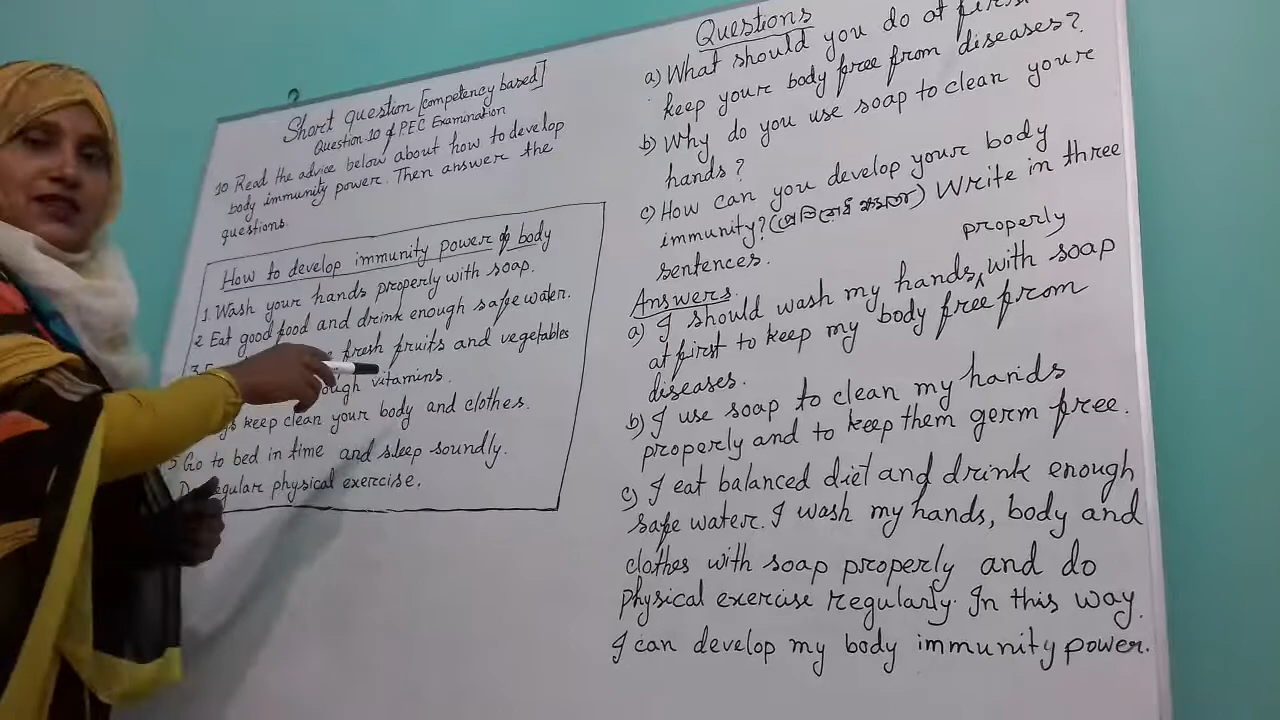 Short question [competency based]
Question 10 of PEC Examination
10 Read the advice below about how to develop
body immunity power. Then answer the
questions.
How to develop immunity power of body
1. Wash your hands properly with soap.
2. Eat good food and drink enough safe water.
3. fresh fruits and vegetables
vitamins.
keep clean your body and clothes.
5. Go to bed in time and sleep soundly.
regular physical exercise.
Questions
a) What should you do at first
keep your body free from diseases?
b) Why do you use soap to clean your
hands?
c) How can you develop your body
immunity? Write in three
sentences.
Answers.
a) I should wash my hands properly with soap
at first to keep my body free from
diseases.
b) I use soap to clean my hands
properly and to keep them germ free.
c) I eat balanced diet and drink enough
safe water. I wash my hands, body and
clothes with soap properly and do
physical exercise regularly. In this way
I can develop my body immunity power.